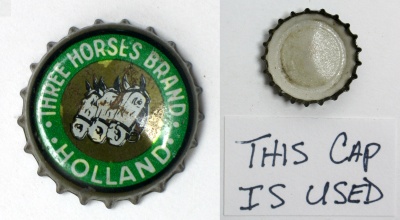 THREE HORSES BRAND
HOLLAND
THIS CAP
IS USED